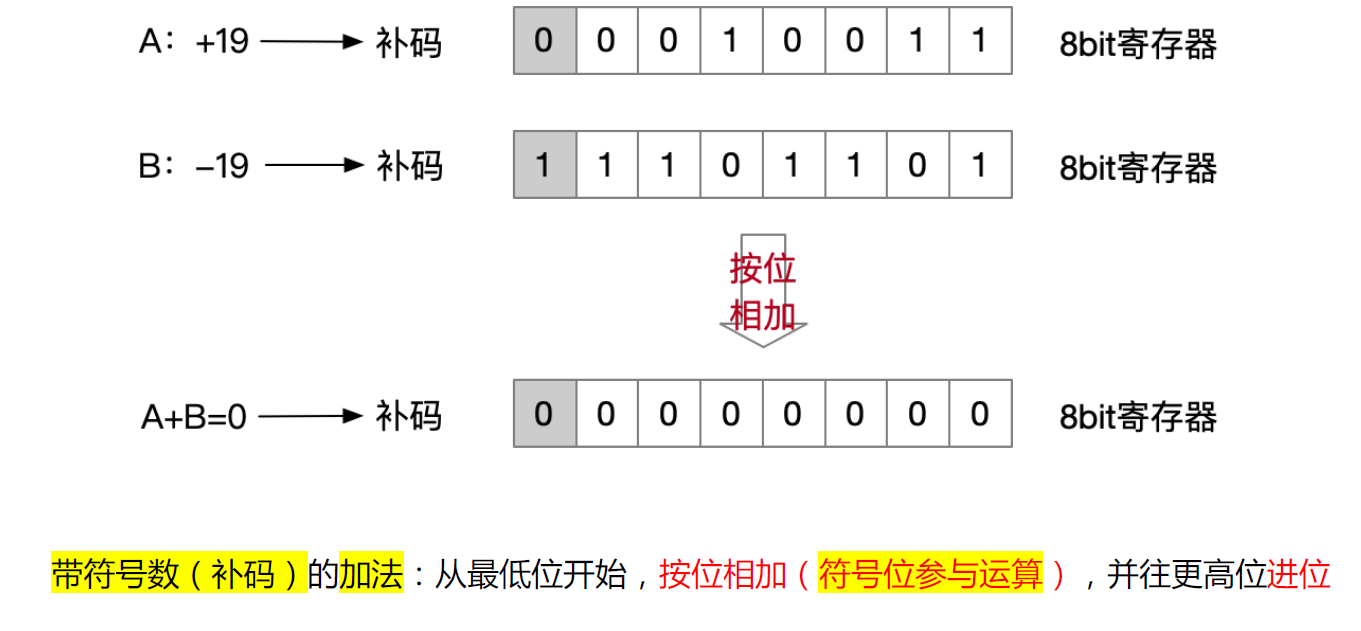 A: +19 补码 0 0 0 1 0 0 1 1 8bit寄存器
B: −19 补码 1 1 1 0 1 1 0 1 8bit寄存器
按位
相加
A+B=0 补码 0 0 0 0 0 0 0 0 8bit寄存器
带符号数（补码）的加法：从最低位开始，按位相加（符号位参与运算），并往更高位进位